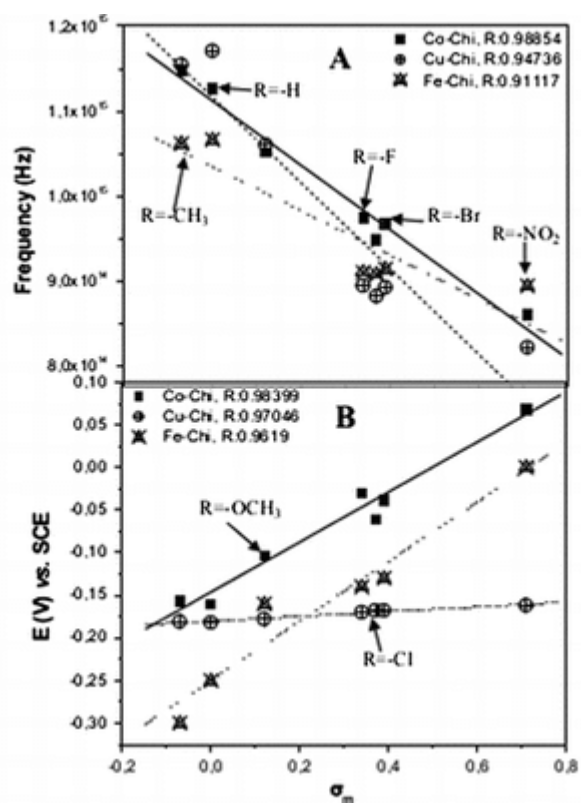 1,2x10¹⁵
1,1x10¹⁵
1,0x10¹⁵
9,0x10¹⁴
8,0x10¹⁴
Frequency (Hz)
A
Co-Chi, R:0.98854
Cu-Chi, R:0.94736
Fe-Chi, R:0.91117
R=-H
R=-F
R=-Br
R=-CH₃
R=-NO₂
0.10
0,05
0,00
-0,05
-0,10
-0,15
-0,20
-0,25
-0,30
E (V) vs. SCE
Co-Chi, R:0.98399
Cu-Chi, R:0.97046
Fe-Chi, R:0.9619
B
R=-OCH₃
R=-Cl
-0,2 0,0 0,2 0,4 0,6 0,8
σₘ